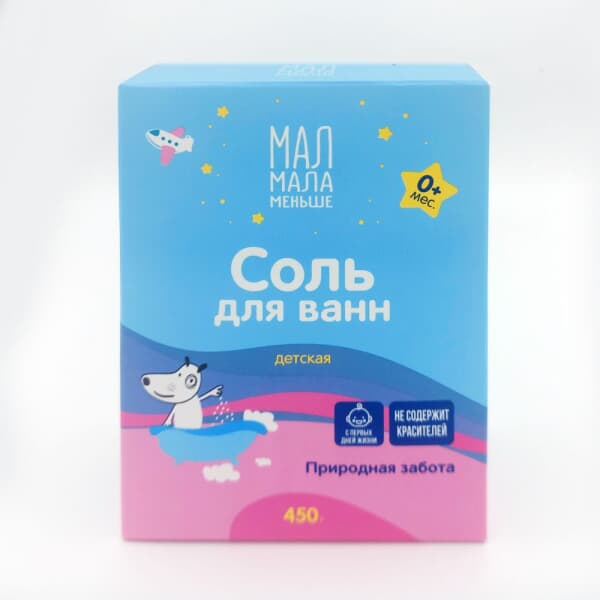 МАЛ
МАЛА
МЕНЬШЕ
0+
мес.
Соль
для ванн
детская
С ПЕРВЫХ
ДНЕЙ ЖИЗНИ
НЕ СОДЕРЖИТ
КРАСИТЕЛЕЙ
Природная забота
450г